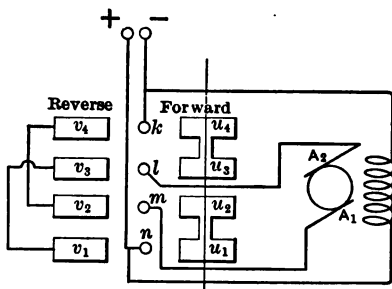 + −
Reverse Forward
v4 k u4
v3 l u3 A2
v2 m u2 A1
v1 n u1